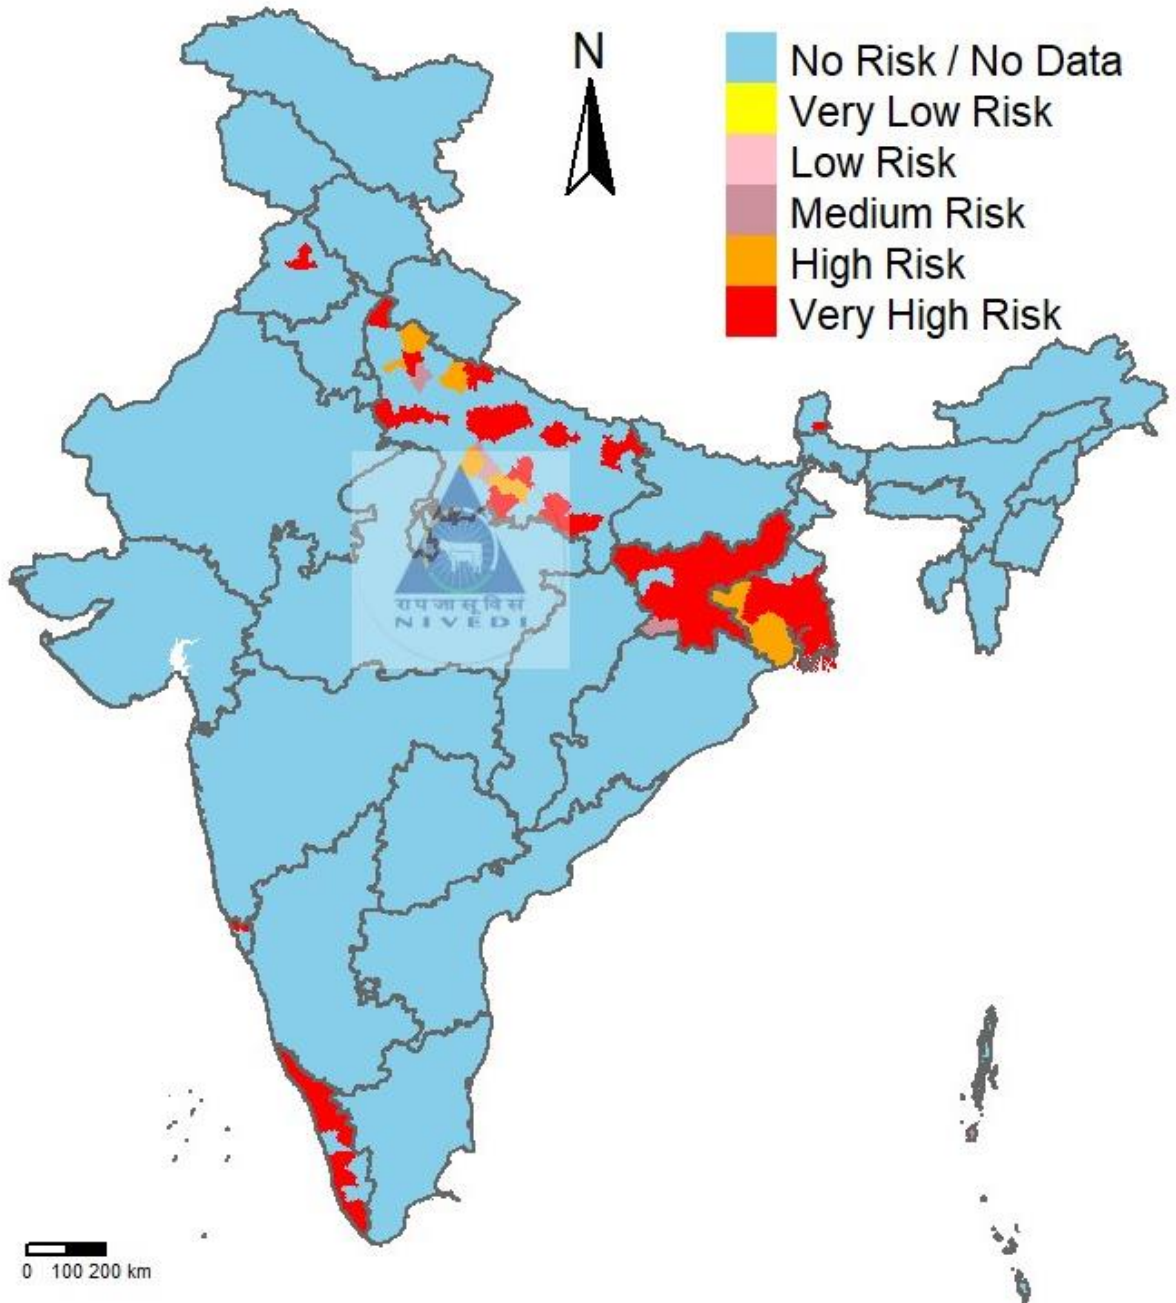 N
No Risk / No Data
Very Low Risk
Low Risk
Medium Risk
High Risk
Very High Risk
रापजासूविसं
NIVEDI
0 100 200 km